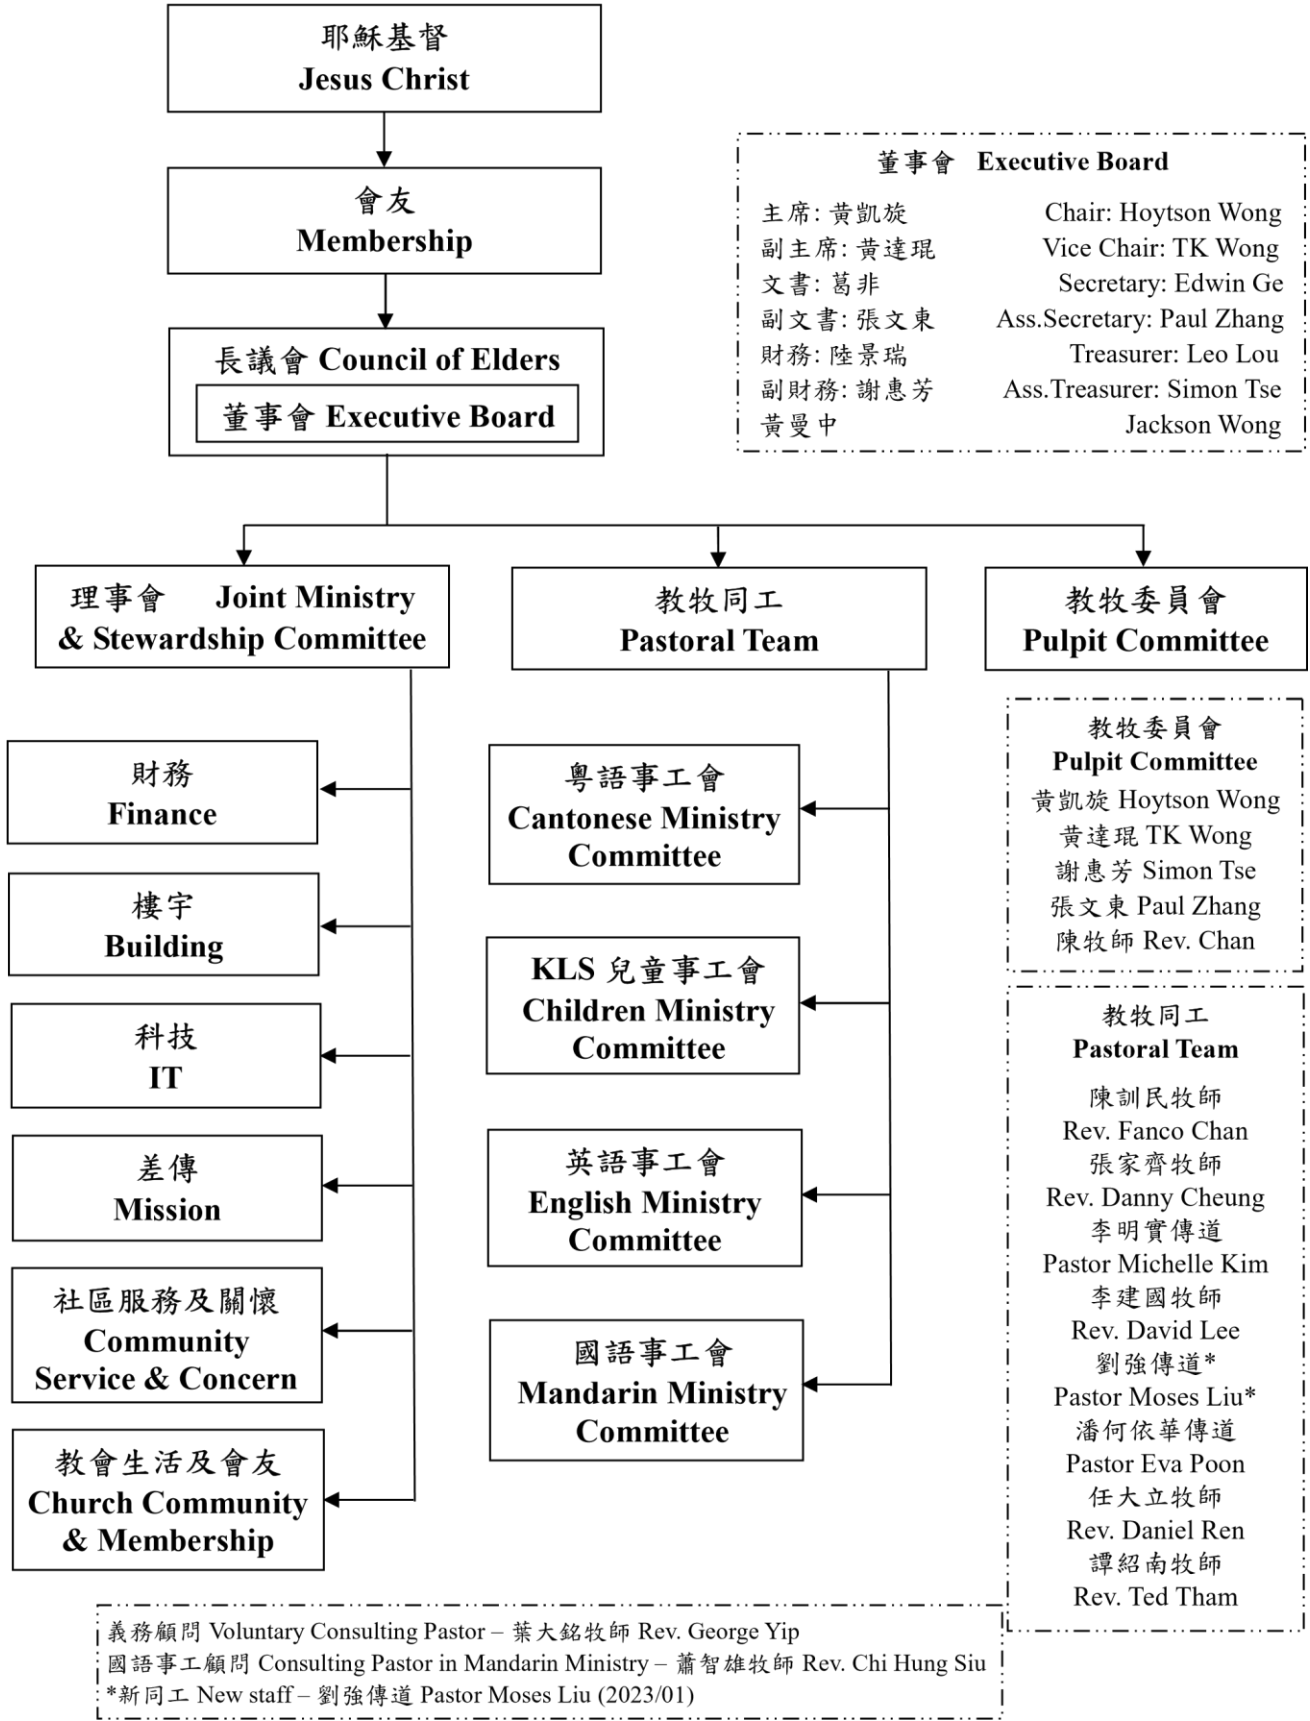 耶穌基督
Jesus Christ
會友
Membership
長議會 Council of Elders
董事會 Executive Board
董事會 Executive Board
主席: 黃凱旋 Chair: Hoytson Wong
副主席: 黃達琨 Vice Chair: TK Wong
文書: 葛非 Secretary: Edwin Ge
副文書: 張文東 Ass.Secretary: Paul Zhang
財務: 陸景瑞 Treasurer: Leo Lou
副財務: 謝惠芳 Ass.Treasurer: Simon Tse
黃曼中 Jackson Wong
理事會 Joint Ministry
& Stewardship Committee
財務
Finance
樓宇
Building
科技
IT
差傳
Mission
社區服務及關懷
Community
Service & Concern
教會生活及會友
Church Community
& Membership
教牧同工
Pastoral Team
粵語事工會
Cantonese Ministry
Committee
KLS 兒童事工會
Children Ministry
Committee
英語事工會
English Ministry
Committee
國語事工會
Mandarin Ministry
Committee
教牧委員會
Pulpit Committee
教牧委員會
Pulpit Committee
黃凱旋 Hoytson Wong
黃達琨 TK Wong
謝惠芳 Simon Tse
張文東 Paul Zhang
陳牧師 Rev. Chan
教牧同工
Pastoral Team
陳訓民牧師
Rev. Fanco Chan
張家齊牧師
Rev. Danny Cheung
李明實傳道
Pastor Michelle Kim
李建國牧師
Rev. David Lee
劉強傳道*
Pastor Moses Liu*
潘何依華傳道
Pastor Eva Poon
任大立牧師
Rev. Daniel Ren
譚紹南牧師
Rev. Ted Tham
義務顧問 Voluntary Consulting Pastor – 葉大銘牧師 Rev. George Yip
國語事工顧問 Consulting Pastor in Mandarin Ministry – 蕭智雄牧師 Rev. Chi Hung Siu
*新同工 New staff – 劉強傳道 Pastor Moses Liu (2023/01)